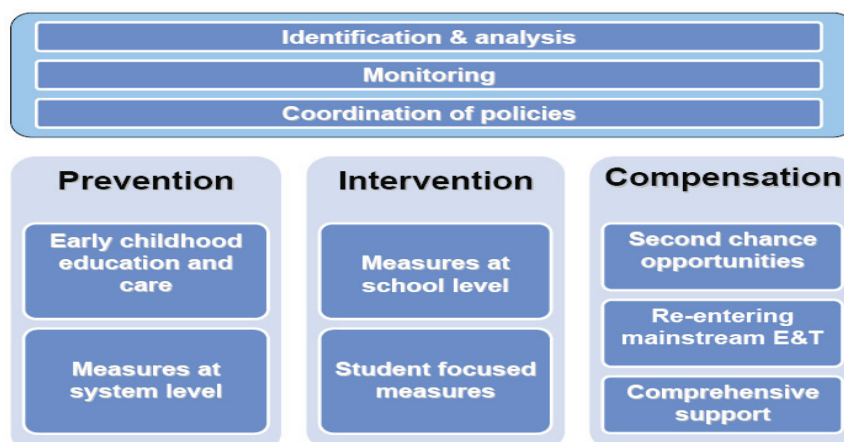 Identification & analysis
Monitoring
Coordination of policies
Prevention
Early childhood
education and
care
Measures at
system level
Intervention
Measures at
school level
Student focused
measures
Compensation
Second chance
opportunities
Re-entering
mainstream E&T
Comprehensive
support